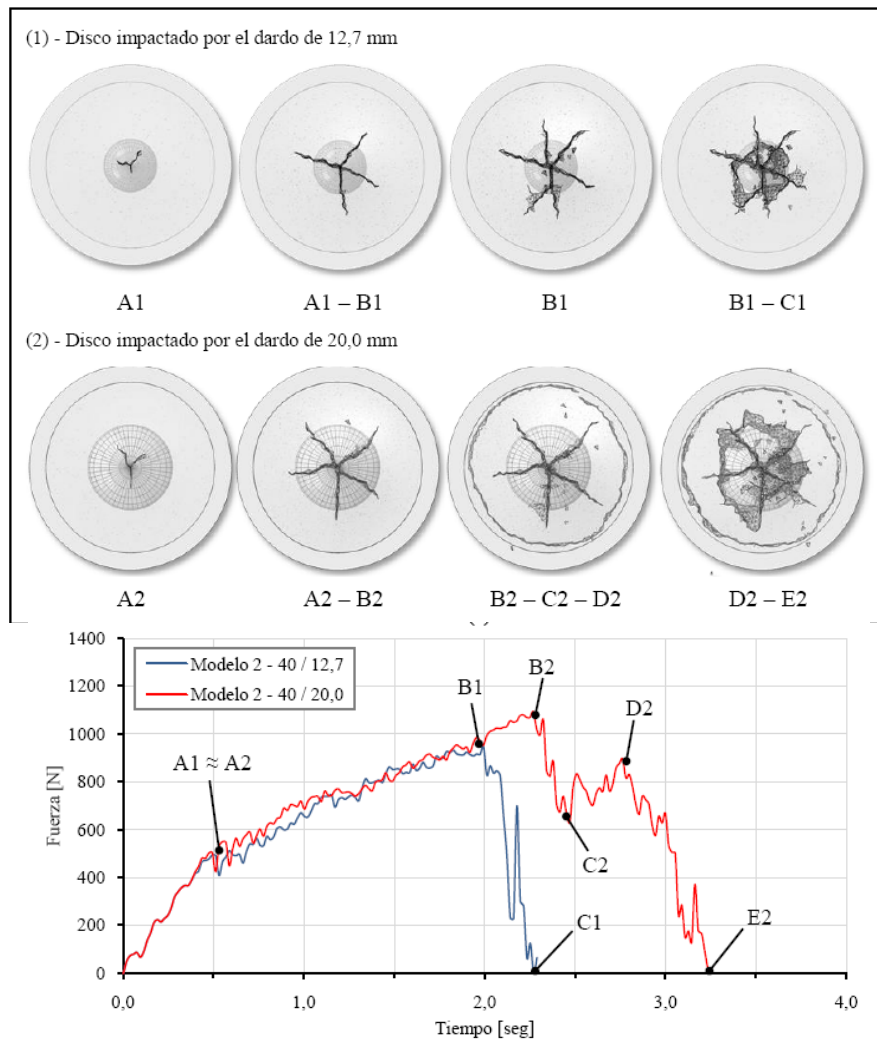 (1) - Disco impactado por el dardo de 12,7 mm
A1
A1 – B1
B1
B1 – C1
(2) - Disco impactado por el dardo de 20,0 mm
A2
A2 – B2
B2 – C2 – D2
D2 – E2
1400
1200
1000
800
600
400
200
0
Fuerza [N]
Modelo 2 - 40 / 12,7
Modelo 2 - 40 / 20,0
A1 ≈ A2
B1
B2
D2
C2
C1
E2
0,0
1,0
2,0
3,0
4,0
Tiempo [seg]